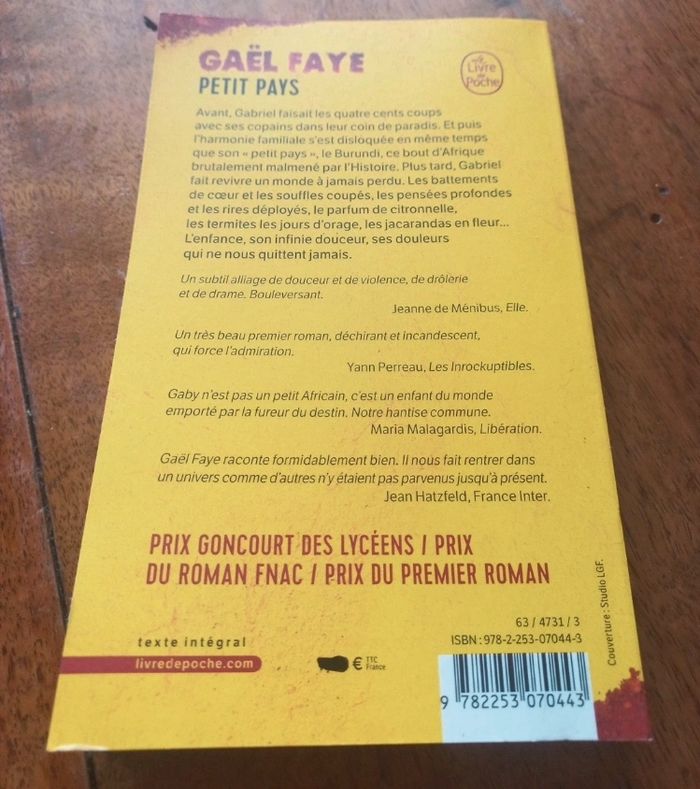 GAËL FAYE
PETIT PAYS
Le
Livre
de
Poche
Avant, Gabriel faisait les quatre cents coups
avec ses copains dans leur coin de paradis. Et puis
l'harmonie familiale s'est disloquée en même temps
que son « petit pays », le Burundi, ce bout d'Afrique
brutalement malmené par l'Histoire. Plus tard, Gabriel
fait revivre un monde à jamais perdu. Les battements
de cœur et les souffles coupés, les pensées profondes
et les rires déployés, le parfum de citronnelle,
les termites les jours d'orage, les jacarandas en fleur...
L'enfance, son infinie douceur, ses douleurs
qui ne nous quittent jamais.
Un subtil alliage de douceur et de violence, de drôlerie
et de drame. Bouleversant.
Jeanne de Ménibus, Elle.
Un très beau premier roman, déchirant et incandescent,
qui force l'admiration.
Yann Perreau, Les Inrockuptibles.
Gaby n'est pas un petit Africain, c'est un enfant du monde
emporté par la fureur du destin. Notre hantise commune.
Maria Malagardis, Libération.
Gaël Faye raconte formidablement bien. Il nous fait rentrer dans
un univers comme d'autres n'y étaient pas parvenus jusqu'à présent.
Jean Hatzfeld, France Inter.
PRIX GONCOURT DES LYCÉENS / PRIX
DU ROMAN FNAC / PRIX DU PREMIER ROMAN
Couverture : Studio LGF.
63 / 4731 / 3
ISBN : 978-2-253-07044-3
texte intégral
livredepoche.com
€ TTC
France
9 782253 070443